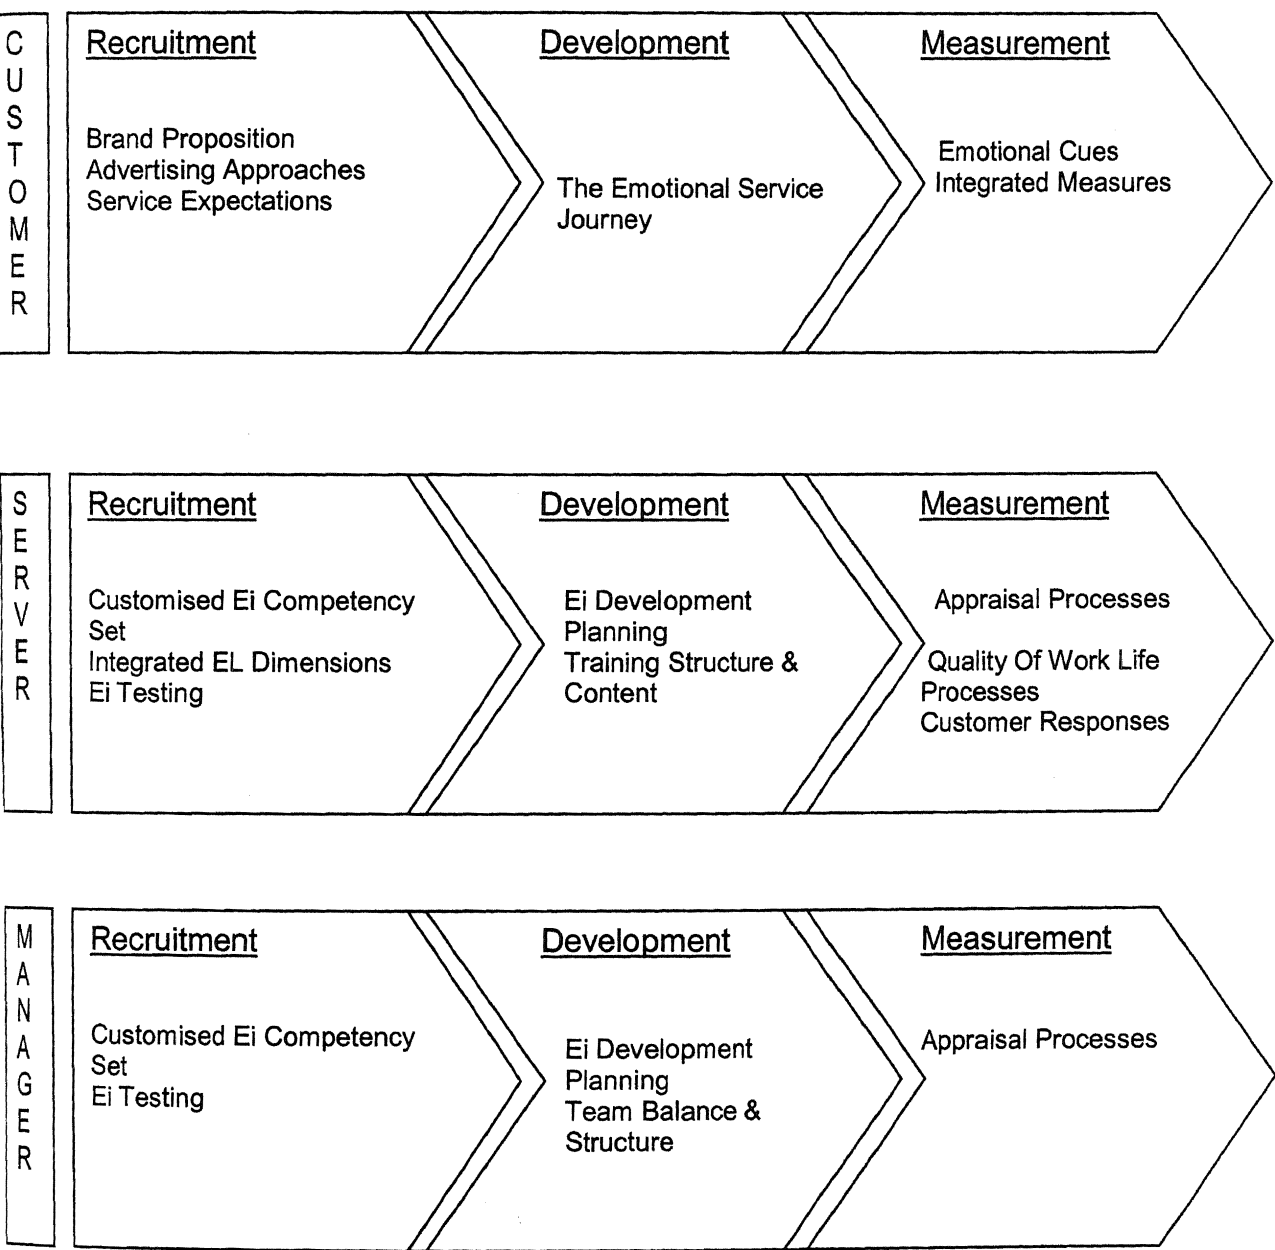 CUSTOMER
Recruitment
Brand Proposition
Advertising Approaches
Service Expectations
Development
The Emotional Service
Journey
Measurement
Emotional Cues
Integrated Measures
SERVER
Recruitment
Customised Ei Competency
Set
Integrated EL Dimensions
Ei Testing
Development
Ei Development
Planning
Training Structure &
Content
Measurement
Appraisal Processes
Quality Of Work Life
Processes
Customer Responses
MANAGER
Recruitment
Customised Ei Competency
Set
Ei Testing
Development
Ei Development
Planning
Team Balance &
Structure
Measurement
Appraisal Processes